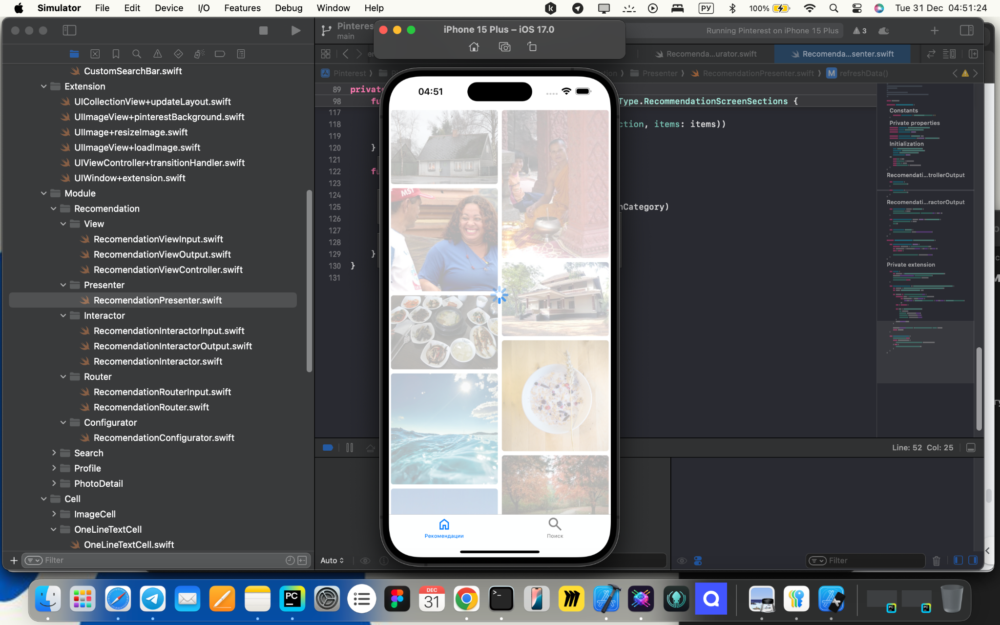 Simulator File Edit Device I/O Features Debug Window Help
РУ 100% Tue 31 Dec 04:51:24
main
iPhone 15 Plus – iOS 17.0
Running Pinterest on iPhone 15 Plus
3
Recomenda...urator.swift
Recomenda...senter.swift
Pinterest
Presenter
RecomendationPresenter.swift
M refreshData()
CustomSearchBar.swift
Extension
UICollectionView+updateLayout.swift
UIImageView+pinterestBackground.swift
UIImage+resizeImage.swift
UIImageView+loadImage.swift
UIViewController+transitionHandler.swift
UIWindow+extension.swift
Module
Recomendation
View
RecomendationViewInput.swift
RecomendationViewOutput.swift
RecomendationViewController.swift
Presenter
RecomendationPresenter.swift
Interactor
RecomendationInteractorInput.swift
RecomendationInteractorOutput.swift
RecomendationInteractor.swift
Router
RecomendationRouterInput.swift
RecomendationRouter.swift
Configurator
RecomendationConfigurator.swift
Search
Profile
PhotoDetail
Cell
ImageCell
OneLineTextCell
OneLineTextCell.swift
Filter
89
98 Type.RecommendationScreenSections {
117
118 ction, items: items))
119
120 }
121
122
123
124
125 nCategory)
126
127
128
129 }
130 }
131
04:51
MST
Рекомендации
Поиск
Constants
Private properties
Initialization
Recomendati...trollerOutput
Recomendati...ractorOutput
Private extension
Line: 52 Col: 25
Auto
Filter
PC
DEC
31
PC
PC